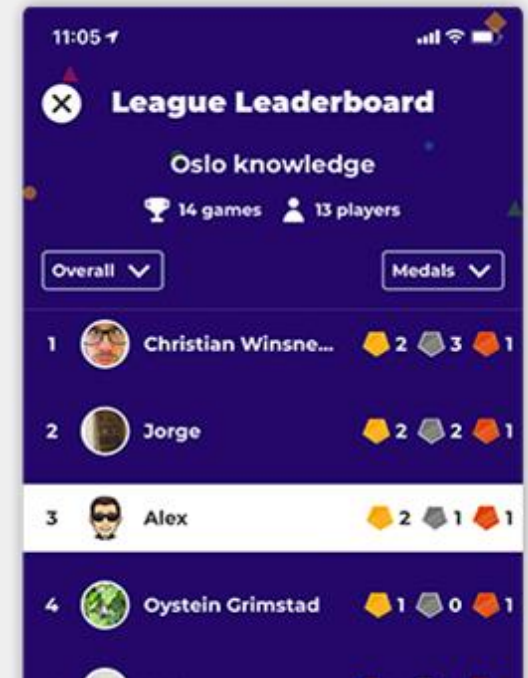 11:05
League Leaderboard
Oslo knowledge
14 games 13 players
Overall Medals
1 Christian Winsne... 2 3 1
2 Jorge 2 2 1
3 Alex 2 1 1
4 Oystein Grimstad 1 0 1